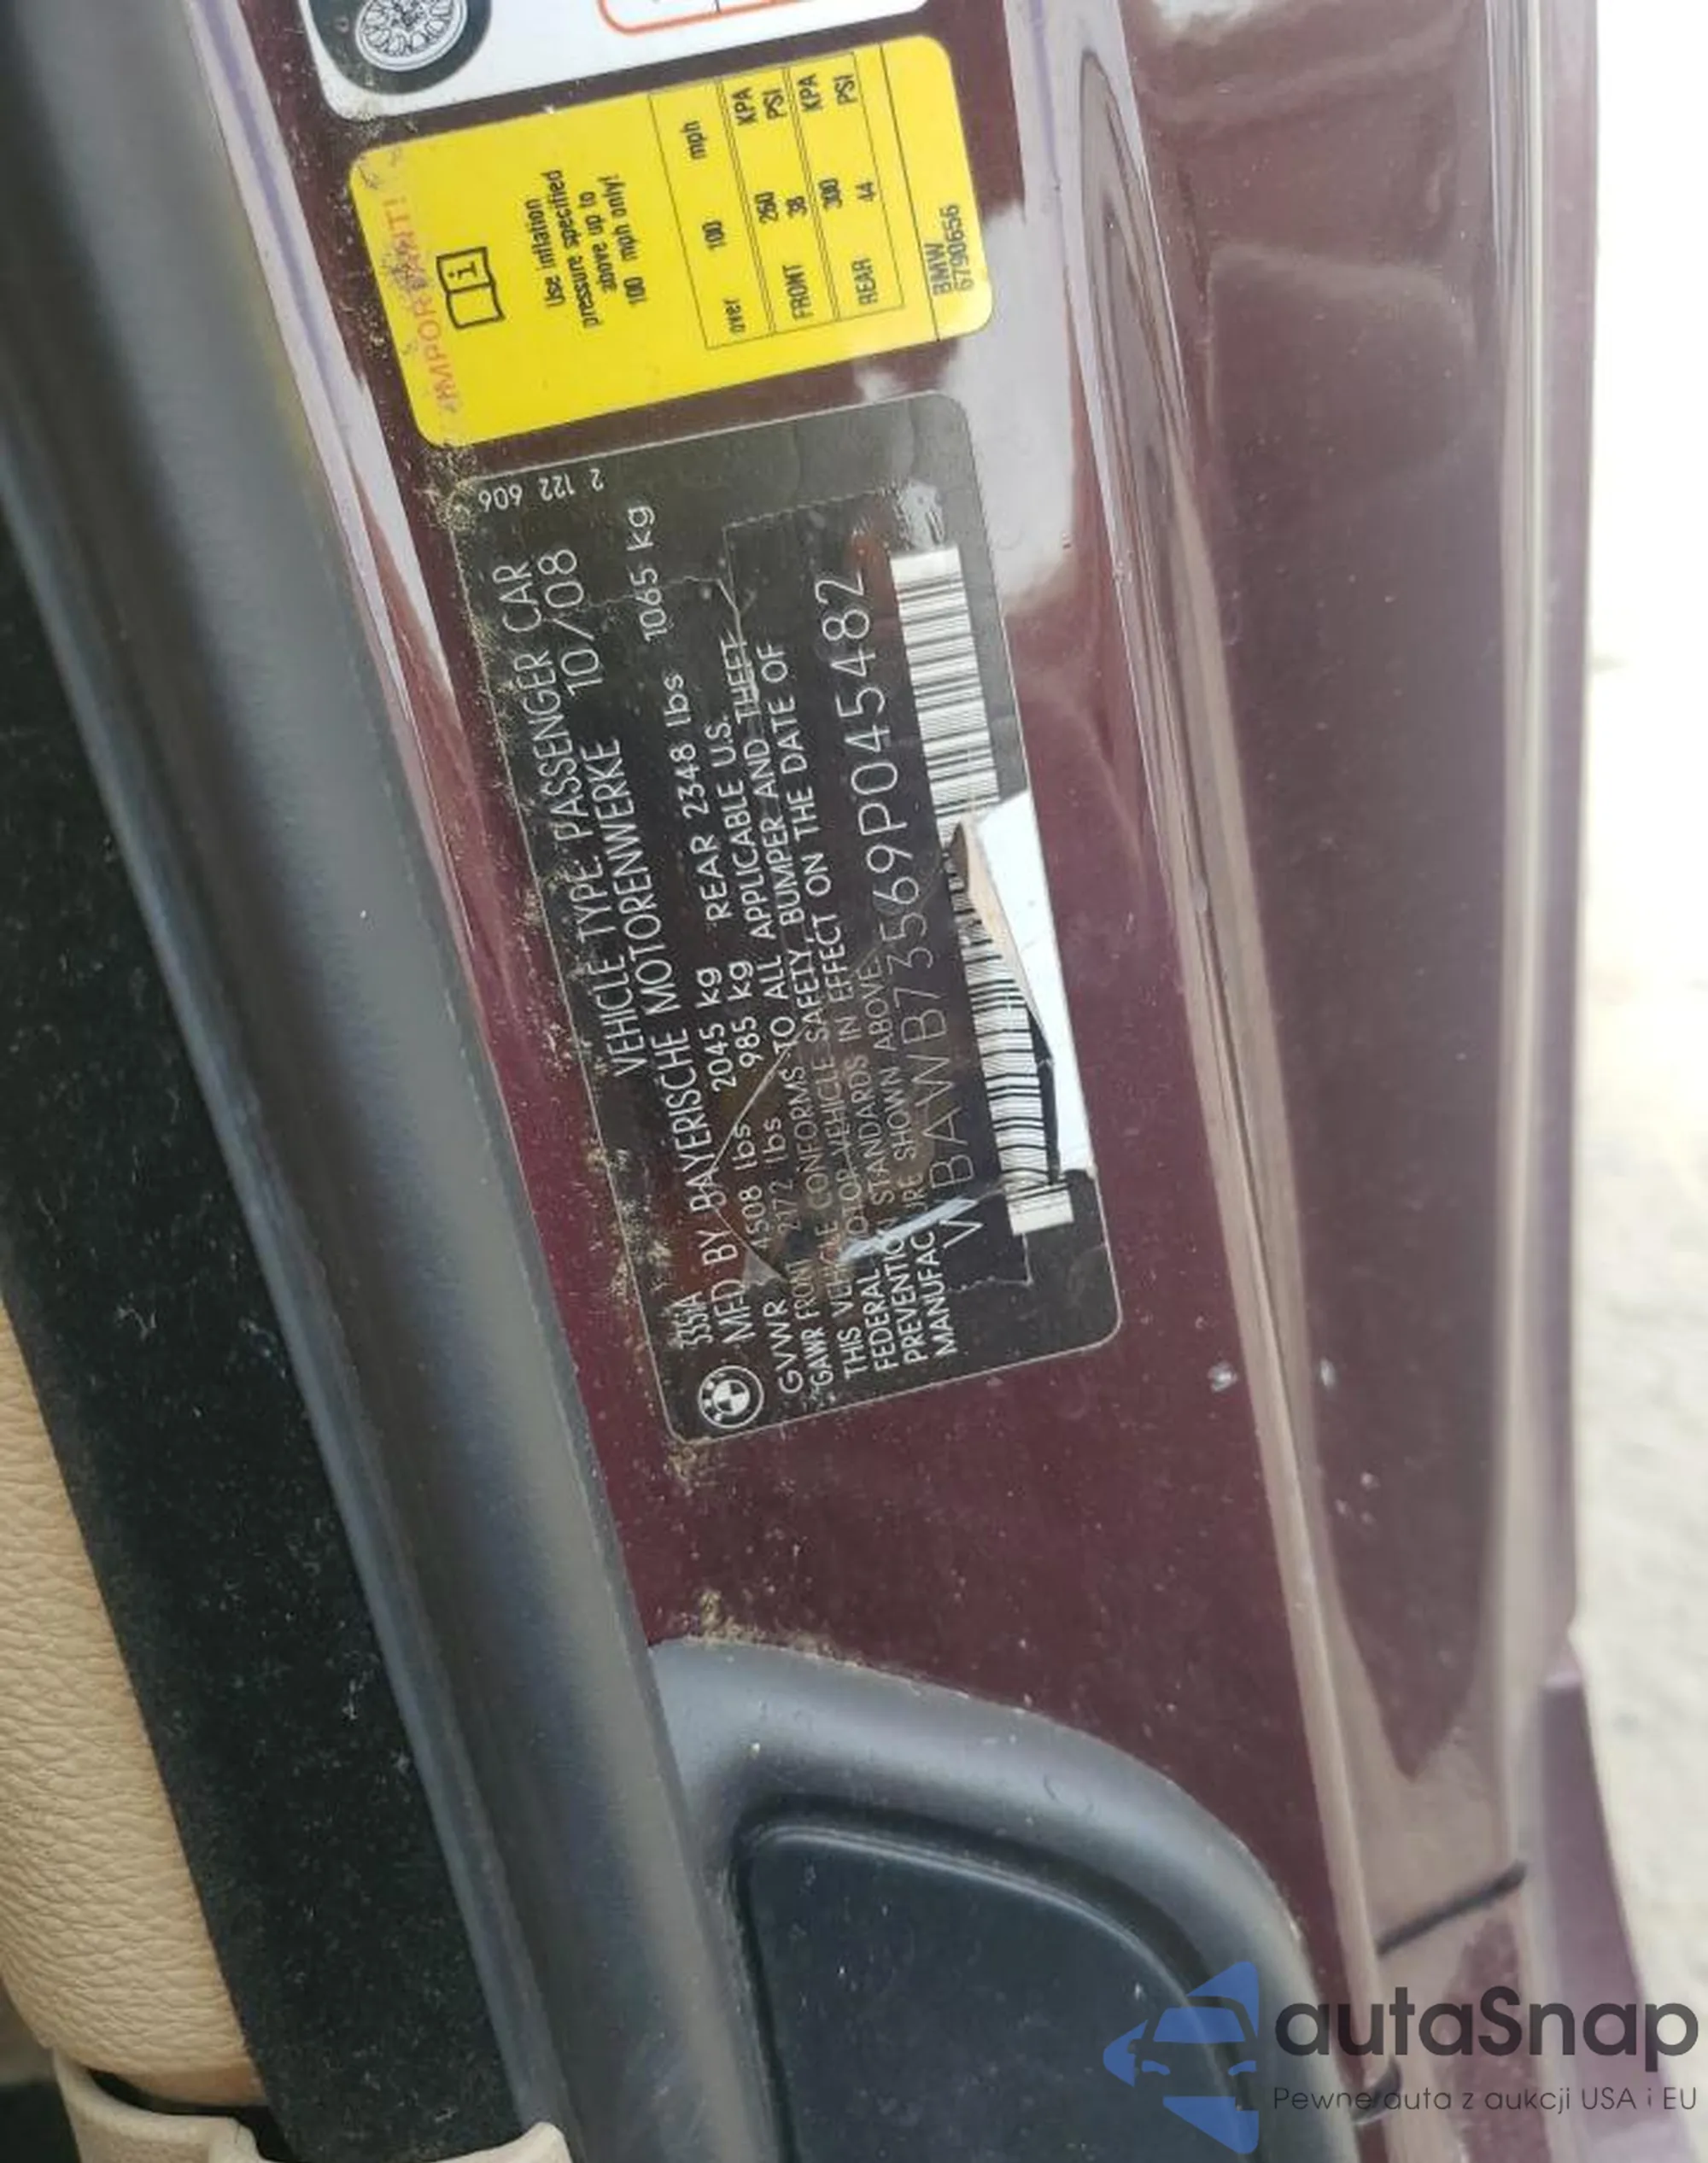 IMPORTANT!
Use inflation
pressure specified
above up to
100 mph only!
over 100 mph
FRONT 260 KPA
38 PSI
REAR 300 KPA
44 PSI
BMW
6790656
2 122 606
335IA VEHICLE TYPE PASSENGER CAR
MFD BY BAYERISCHE MOTORENWERKE 10/08
GVWR 4508 lbs 2045 kg
GAWR FRONT 2172 lbs 985 kg REAR 2348 lbs 1065 kg
THIS VEHICLE CONFORMS TO ALL APPLICABLE U.S.
FEDERAL MOTOR VEHICLE SAFETY, BUMPER AND THEFT
PREVENTION STANDARDS IN EFFECT ON THE DATE OF
MANUFACTURE SHOWN ABOVE.
WBAWB73569P045482
autaSnap
Pewne auta z aukcji USA i EU